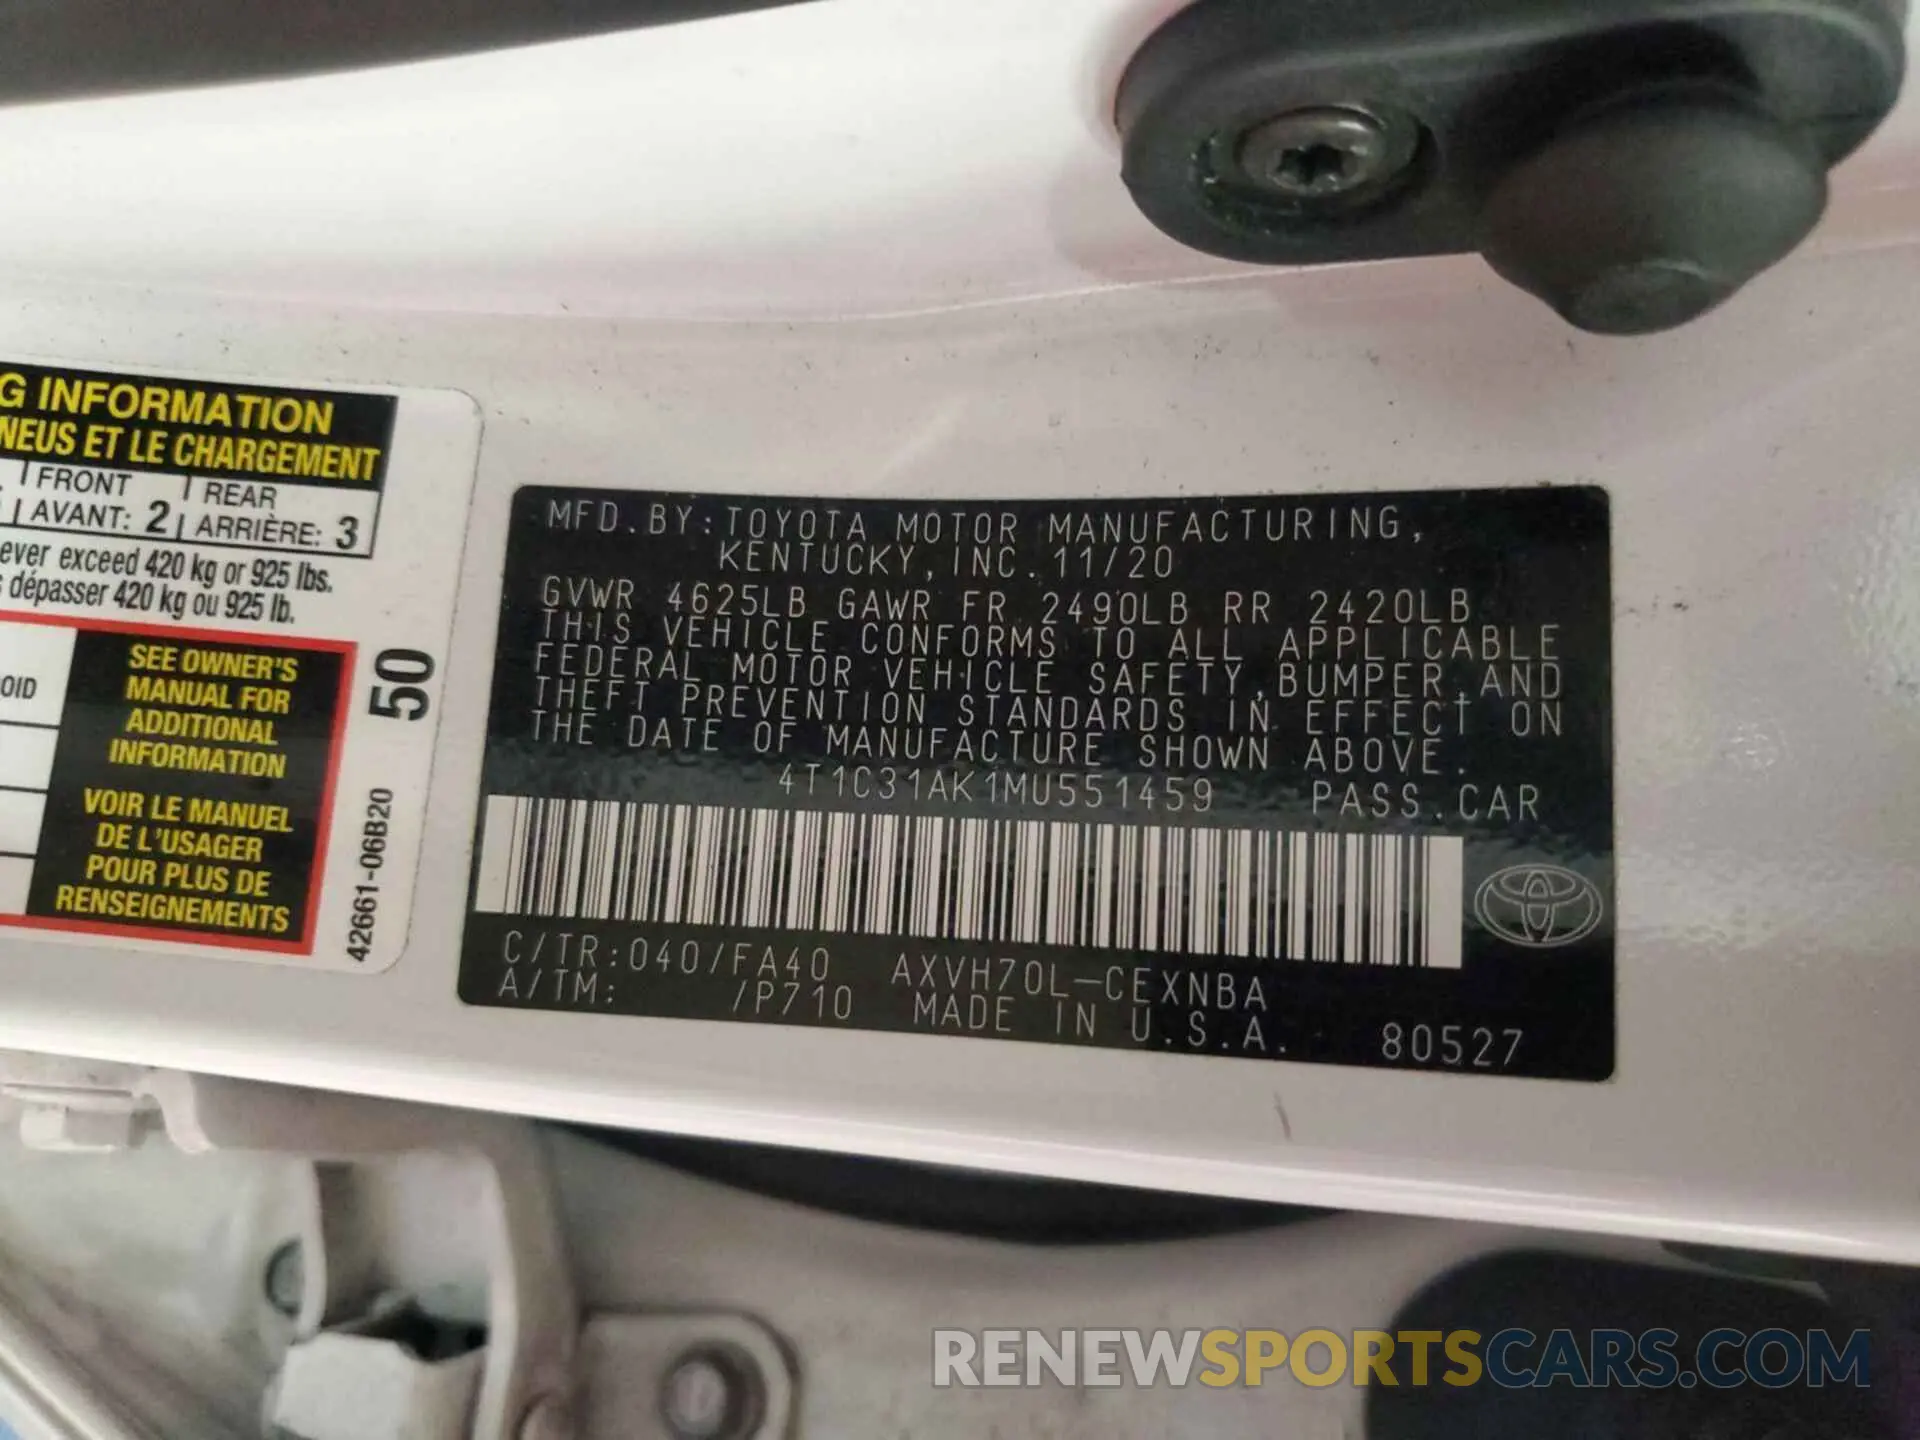 G INFORMATION
NEUS ET LE CHARGEMENT
FRONT REAR
AVANT: 2 ARRIÈRE: 3
ever exceed 420 kg or 925 lbs.
dépasser 420 kg ou 925 lb.
OID
SEE OWNER'S
MANUAL FOR
ADDITIONAL
INFORMATION
VOIR LE MANUEL
DE L'USAGER
POUR PLUS DE
RENSEIGNEMENTS
50
42661-06B20
MFD.BY:TOYOTA MOTOR MANUFACTURING,
KENTUCKY,INC.11/20
GVWR 4625LB GAWR FR 2490LB RR 2420LB
THIS VEHICLE CONFORMS TO ALL APPLICABLE
FEDERAL MOTOR VEHICLE SAFETY,BUMPER,AND
THEFT PREVENTION STANDARDS IN EFFECT ON
THE DATE OF MANUFACTURE SHOWN ABOVE.
4T1C31AK1MU551459 PASS.CAR
C/TR:040/FA40 AXVH70L-CEXNBA
A/TM: /P710 MADE IN U.S.A. 80527
RENEWSPORTSCARS.COM